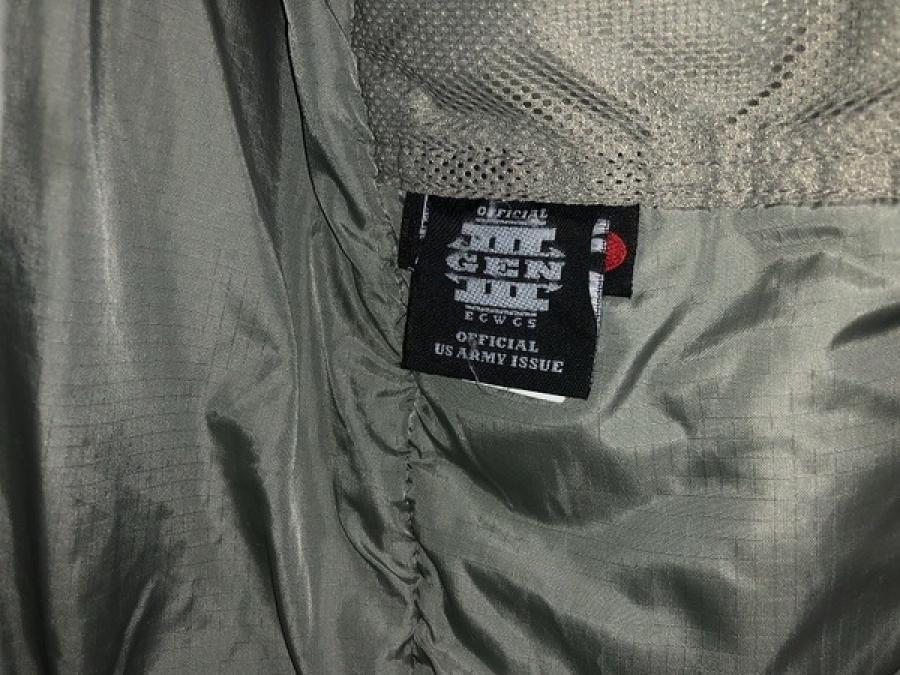 OFFICIAL
III
GEN
III
ECWCS
OFFICIAL
US ARMY ISSUE